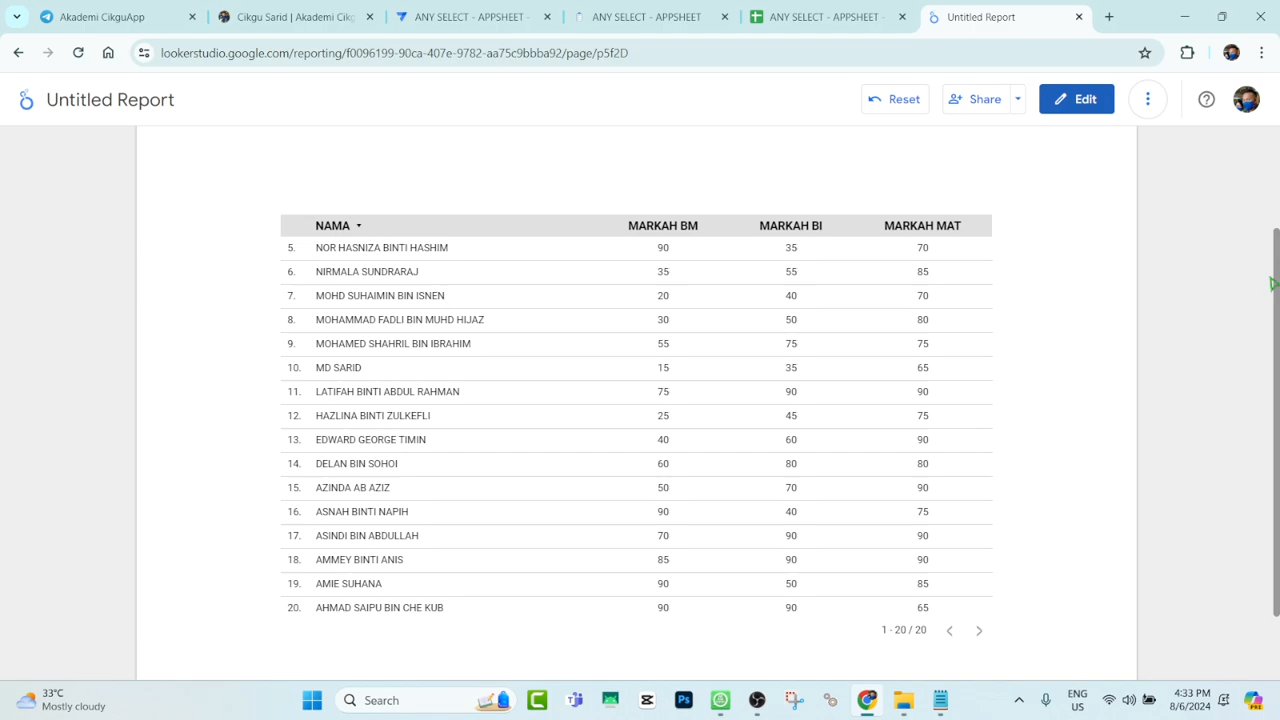 Akademi CikguApp
Cikgu Sarid | Akademi Cikg
ANY SELECT - APPSHEET -
ANY SELECT - APPSHEET
ANY SELECT - APPSHEET -
Untitled Report
lookerstudio.google.com/reporting/f0096199-90ca-407e-9782-aa75c9bbba92/page/p5f2D
Untitled Report
Reset
Share
Edit
NAMA MARKAH BM MARKAH BI MARKAH MAT
5. NOR HASNIZA BINTI HASHIM 90 35 70
6. NIRMALA SUNDRARAJ 35 55 85
7. MOHD SUHAIMIN BIN ISNEN 20 40 70
8. MOHAMMAD FADLI BIN MUHD HIJAZ 30 50 80
9. MOHAMED SHAHRIL BIN IBRAHIM 55 75 75
10. MD SARID 15 35 65
11. LATIFAH BINTI ABDUL RAHMAN 75 90 90
12. HAZLINA BINTI ZULKEFLI 25 45 75
13. EDWARD GEORGE TIMIN 40 60 90
14. DELAN BIN SOHOI 60 80 80
15. AZINDA AB AZIZ 50 70 90
16. ASNAH BINTI NAPIH 90 40 75
17. ASINDI BIN ABDULLAH 70 90 90
18. AMMEY BINTI ANIS 85 90 90
19. AMIE SUHANA 90 50 85
20. AHMAD SAIPU BIN CHE KUB 90 90 65
1 - 20 / 20
33°C
Mostly cloudy
Search
ENG
US
4:33 PM
8/6/2024